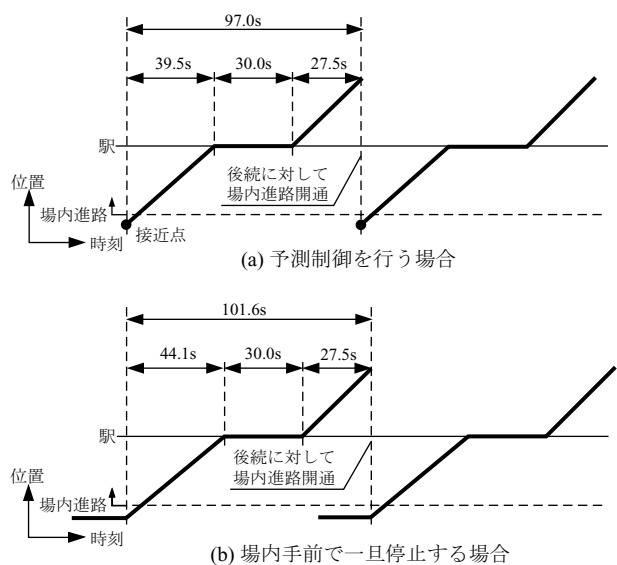 97.0s
39.5s 30.0s 27.5s
駅
後続に対して
場内進路開通
位置
場内進路
接近点
時刻
(a) 予測制御を行う場合
101.6s
44.1s 30.0s 27.5s
駅
後続に対して
場内進路開通
位置
場内進路
時刻
(b) 場内手前で一旦停止する場合